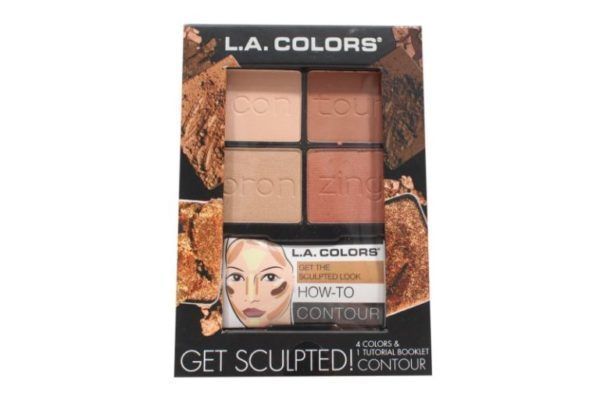 L.A. COLORS®
con tour
bron zing
L.A. COLORS®
GET THE
SCULPTED LOOK
HOW-TO
CONTOUR
GET SCULPTED!
4 COLORS &
1 TUTORIAL BOOKLET
CONTOUR